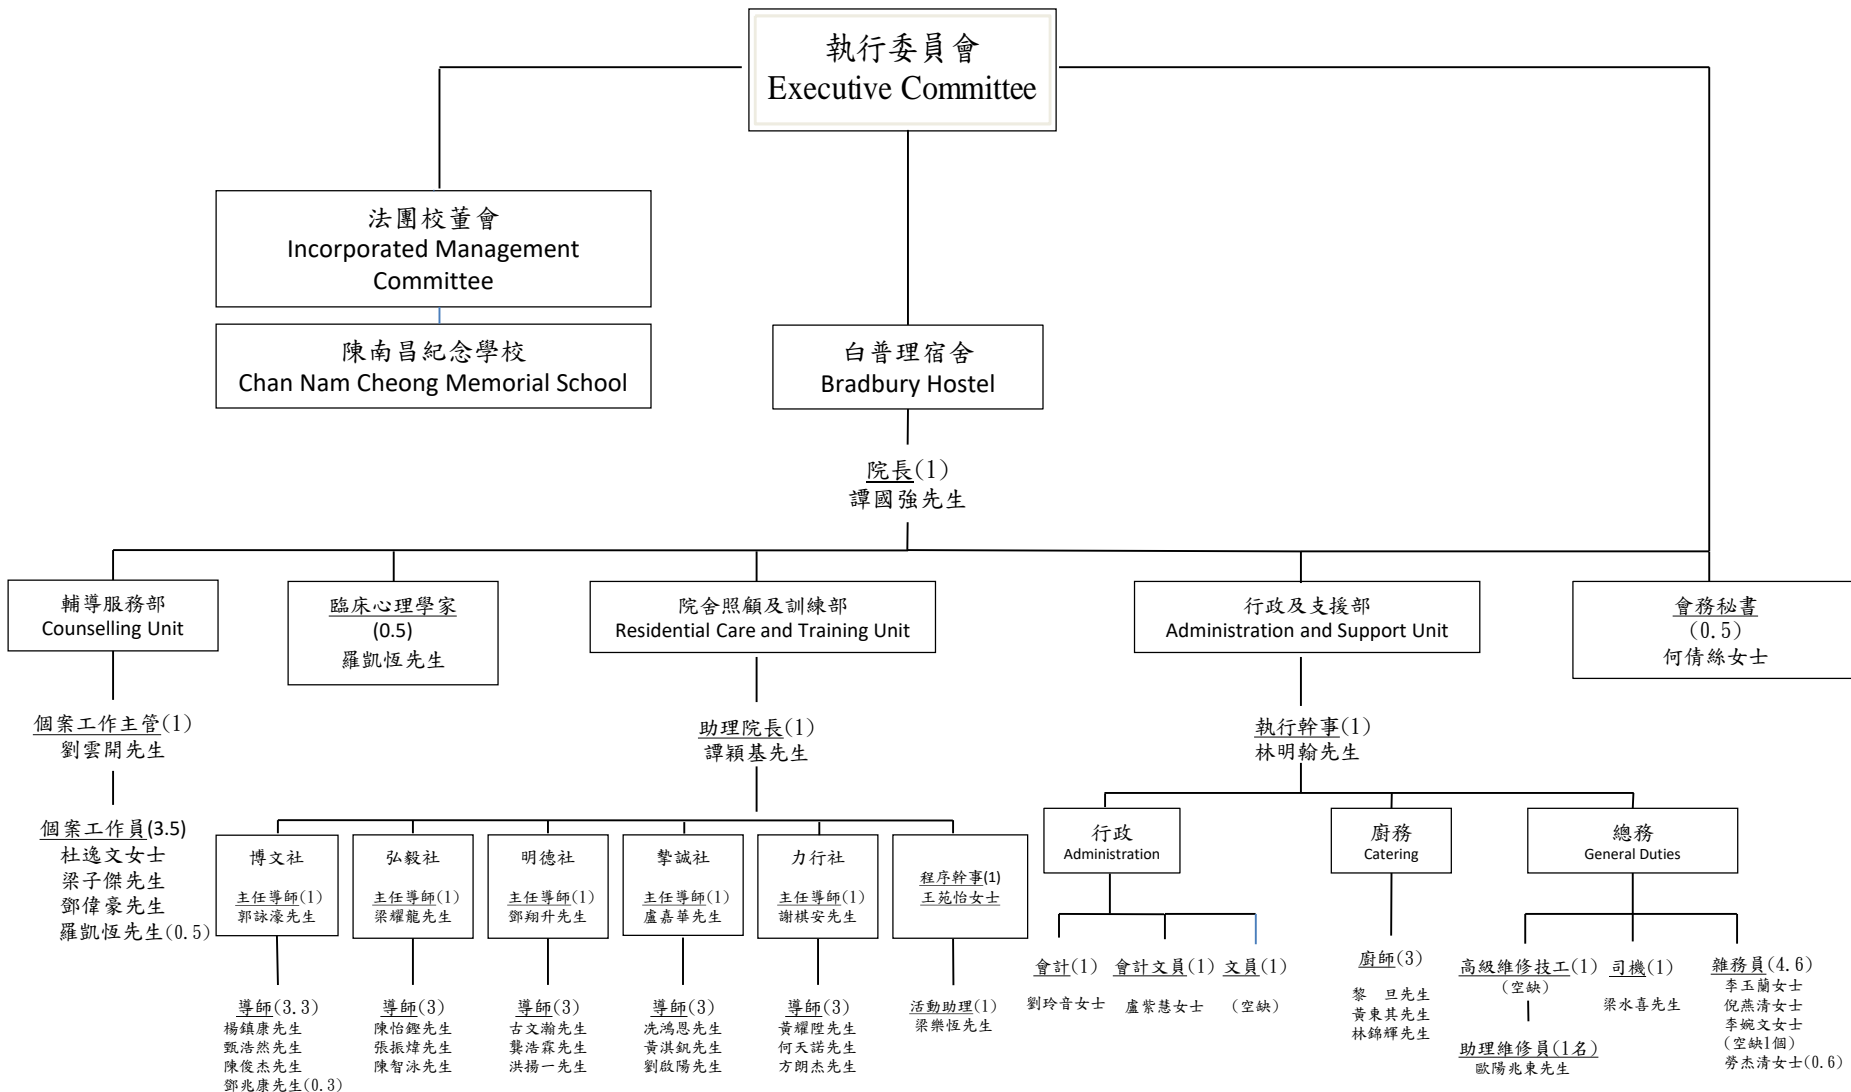 執行委員會
Executive Committee
法團校董會
Incorporated Management
Committee
陳南昌紀念學校
Chan Nam Cheong Memorial School
白普理宿舍
Bradbury Hostel
院長(1)
譚國強先生
輔導服務部
Counselling Unit
臨床心理學家
(0.5)
羅凱恆先生
院舍照顧及訓練部
Residential Care and Training Unit
行政及支援部
Administration and Support Unit
會務秘書
(0.5)
何倩絲女士
個案工作主管(1)
劉雲開先生
個案工作員(3.5)
杜逸文女士
梁子傑先生
鄧偉豪先生
羅凱恆先生(0.5)
助理院長(1)
譚穎基先生
執行幹事(1)
林明翰先生
博文社
主任導師(1)
郭詠濠先生
導師(3.3)
楊鎮康先生
甄浩然先生
陳俊杰先生
鄧兆康先生(0.3)
弘毅社
主任導師(1)
梁耀龍先生
導師(3)
陳怡鏗先生
張振煒先生
陳智泳先生
明德社
主任導師(1)
鄧翔升先生
導師(3)
古文瀚先生
龔浩霖先生
洪揚一先生
摯誠社
主任導師(1)
盧嘉華先生
導師(3)
冼鴻恩先生
黃淇釩先生
劉啟陽先生
力行社
主任導師(1)
謝棋安先生
導師(3)
黃耀陞先生
何天諾先生
方朗杰先生
程序幹事(1)
王苑怡女士
活動助理(1)
梁樂恆先生
行政
Administration
會計(1)
劉玲音女士
會計文員(1)
盧紫慧女士
文員(1)
(空缺)
廚務
Catering
廚師(3)
黎　旦先生
黃東其先生
林錦輝先生
總務
General Duties
高級維修技工(1)
(空缺)
助理維修員(1名)
歐陽兆東先生
司機(1)
梁水喜先生
雜務員(4.6)
李玉蘭女士
倪燕清女士
李婉文女士
(空缺1個)
勞杰清女士(0.6)